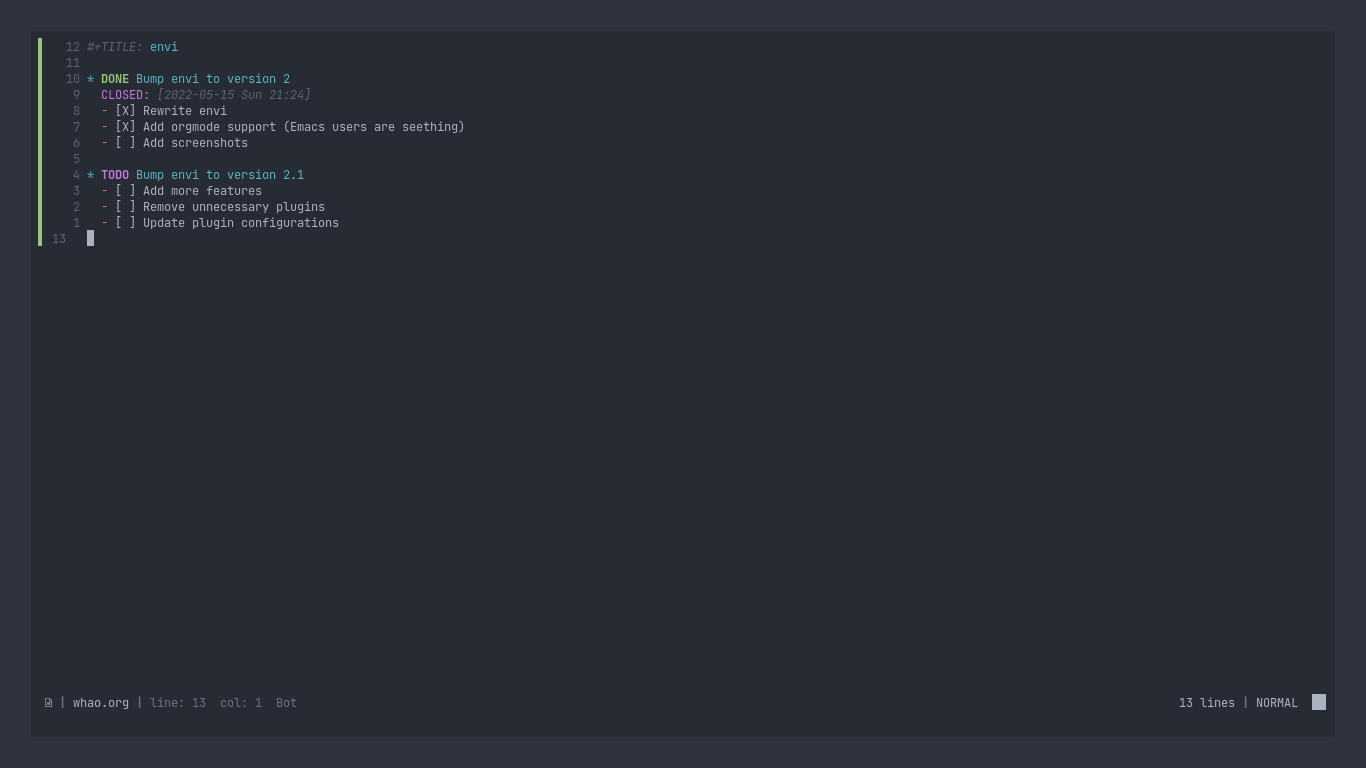 12 #+TITLE: envi
11
10 * DONE Bump envi to version 2
9 CLOSED: [2022-05-15 Sun 21:24]
8 - [X] Rewrite envi
7 - [X] Add orgmode support (Emacs users are seething)
6 - [ ] Add screenshots
5
4 * TODO Bump envi to version 2.1
3 - [ ] Add more features
2 - [ ] Remove unnecessary plugins
1 - [ ] Update plugin configurations
13
| whao.org | line: 13 col: 1 Bot 13 lines | NORMAL